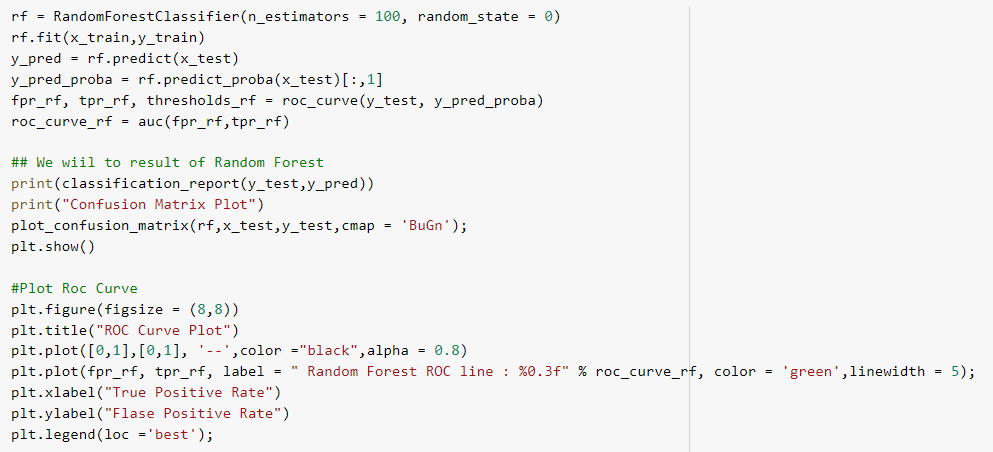 rf = RandomForestClassifier(n_estimators = 100, random_state = 0)
rf.fit(x_train,y_train)
y_pred = rf.predict(x_test)
y_pred_proba = rf.predict_proba(x_test)[:,1]
fpr_rf, tpr_rf, thresholds_rf = roc_curve(y_test, y_pred_proba)
roc_curve_rf = auc(fpr_rf,tpr_rf)
## We wiil to result of Random Forest
print(classification_report(y_test,y_pred))
print("Confusion Matrix Plot")
plot_confusion_matrix(rf,x_test,y_test,cmap = 'BuGn');
plt.show()
#Plot Roc Curve
plt.figure(figsize = (8,8))
plt.title("ROC Curve Plot")
plt.plot([0,1],[0,1], '--',color ="black",alpha = 0.8)
plt.plot(fpr_rf, tpr_rf, label = " Random Forest ROC line : %0.3f" % roc_curve_rf, color = 'green',linewidth = 5);
plt.xlabel("True Positive Rate")
plt.ylabel("Flase Positive Rate")
plt.legend(loc ='best');